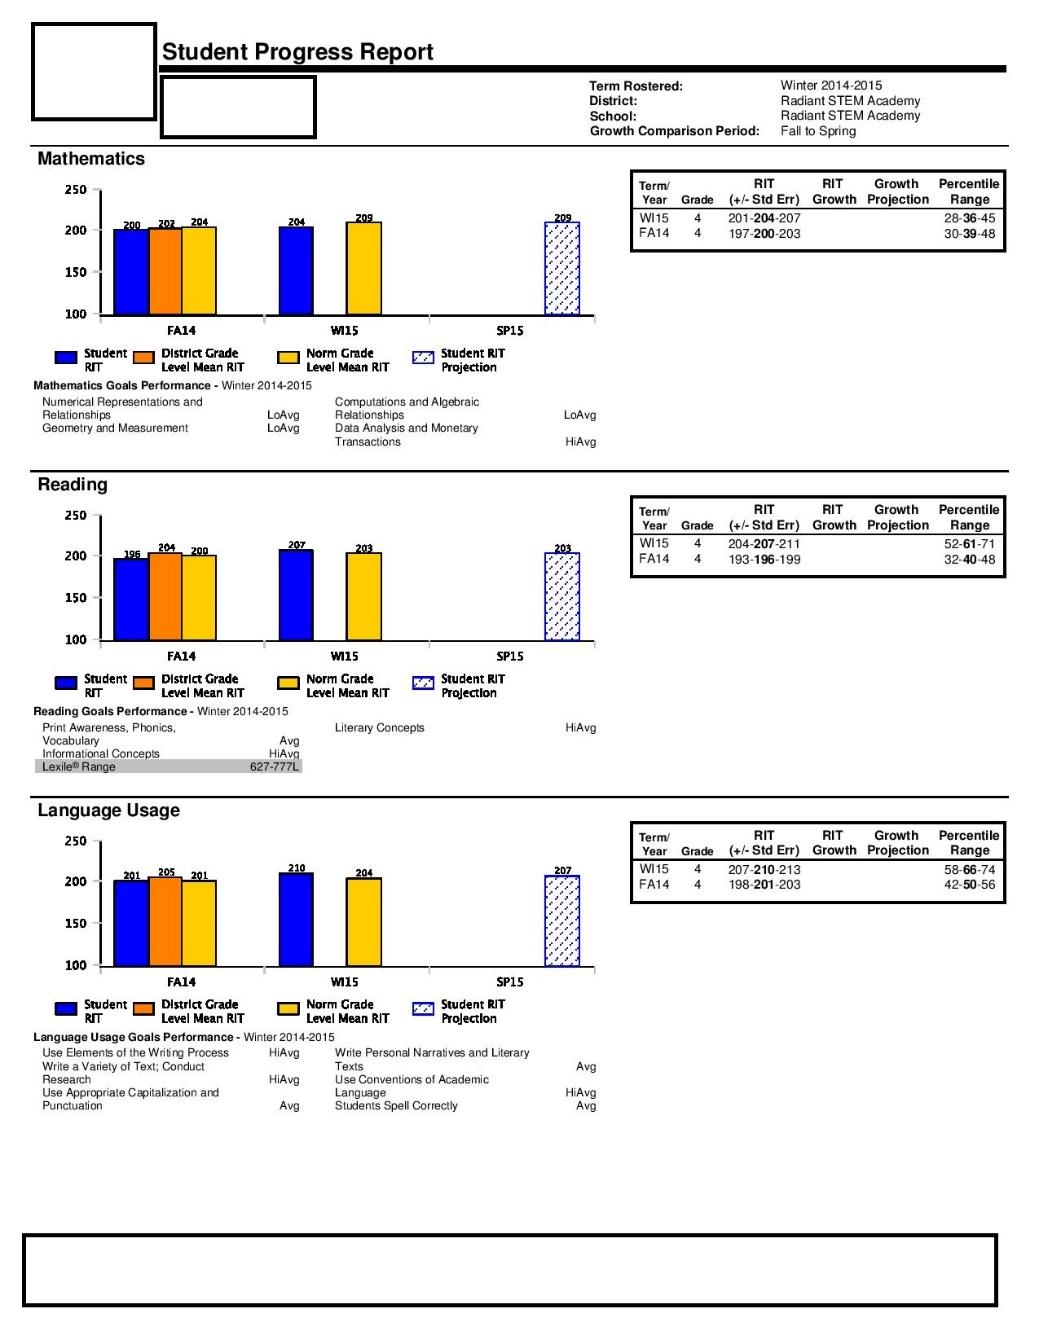 Student Progress Report
Term Rostered: Winter 2014-2015
District: Radiant STEM Academy
School: Radiant STEM Academy
Growth Comparison Period: Fall to Spring
Mathematics
250
200
150
100
200 202 204 204 209 209
FA14 WI15 SP15
Student RIT
District Grade Level Mean RIT
Norm Grade Level Mean RIT
Student RIT Projection
Term/ Year Grade RIT (+/- Std Err) RIT Growth Growth Projection Percentile Range
WI15 4 201-204-207 28-36-45
FA14 4 197-200-203 30-39-48
Mathematics Goals Performance - Winter 2014-2015
Numerical Representations and
Relationships LoAvg
Geometry and Measurement LoAvg
Computations and Algebraic
Relationships LoAvg
Data Analysis and Monetary
Transactions HiAvg
Reading
250
200
150
100
196 204 200 207 203 203
FA14 WI15 SP15
Student RIT
District Grade Level Mean RIT
Norm Grade Level Mean RIT
Student RIT Projection
Term/ Year Grade RIT (+/- Std Err) RIT Growth Growth Projection Percentile Range
WI15 4 204-207-211 52-61-71
FA14 4 193-196-199 32-40-48
Reading Goals Performance - Winter 2014-2015
Print Awareness, Phonics,
Vocabulary Avg
Informational Concepts HiAvg
Lexile® Range 627-777L
Literary Concepts HiAvg
Language Usage
250
200
150
100
201 205 201 210 204 207
FA14 WI15 SP15
Student RIT
District Grade Level Mean RIT
Norm Grade Level Mean RIT
Student RIT Projection
Term/ Year Grade RIT (+/- Std Err) RIT Growth Growth Projection Percentile Range
WI15 4 207-210-213 58-66-74
FA14 4 198-201-203 42-50-56
Language Usage Goals Performance - Winter 2014-2015
Use Elements of the Writing Process HiAvg
Write a Variety of Text; Conduct
Research HiAvg
Use Appropriate Capitalization and
Punctuation Avg
Write Personal Narratives and Literary
Texts Avg
Use Conventions of Academic
Language HiAvg
Students Spell Correctly Avg